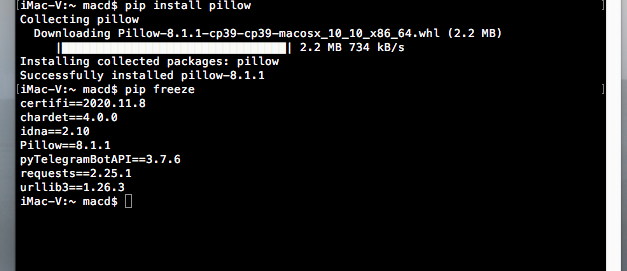 [iMac-V:~ macd$ pip install pillow ]
Collecting pillow
Downloading Pillow-8.1.1-cp39-cp39-macosx_10_10_x86_64.whl (2.2 MB)
|████████████████████████████████| 2.2 MB 734 kB/s
Installing collected packages: pillow
Successfully installed pillow-8.1.1
[iMac-V:~ macd$ pip freeze ]
certifi==2020.11.8
chardet==4.0.0
idna==2.10
Pillow==8.1.1
pyTelegramBotAPI==3.7.6
requests==2.25.1
urllib3==1.26.3
iMac-V:~ macd$